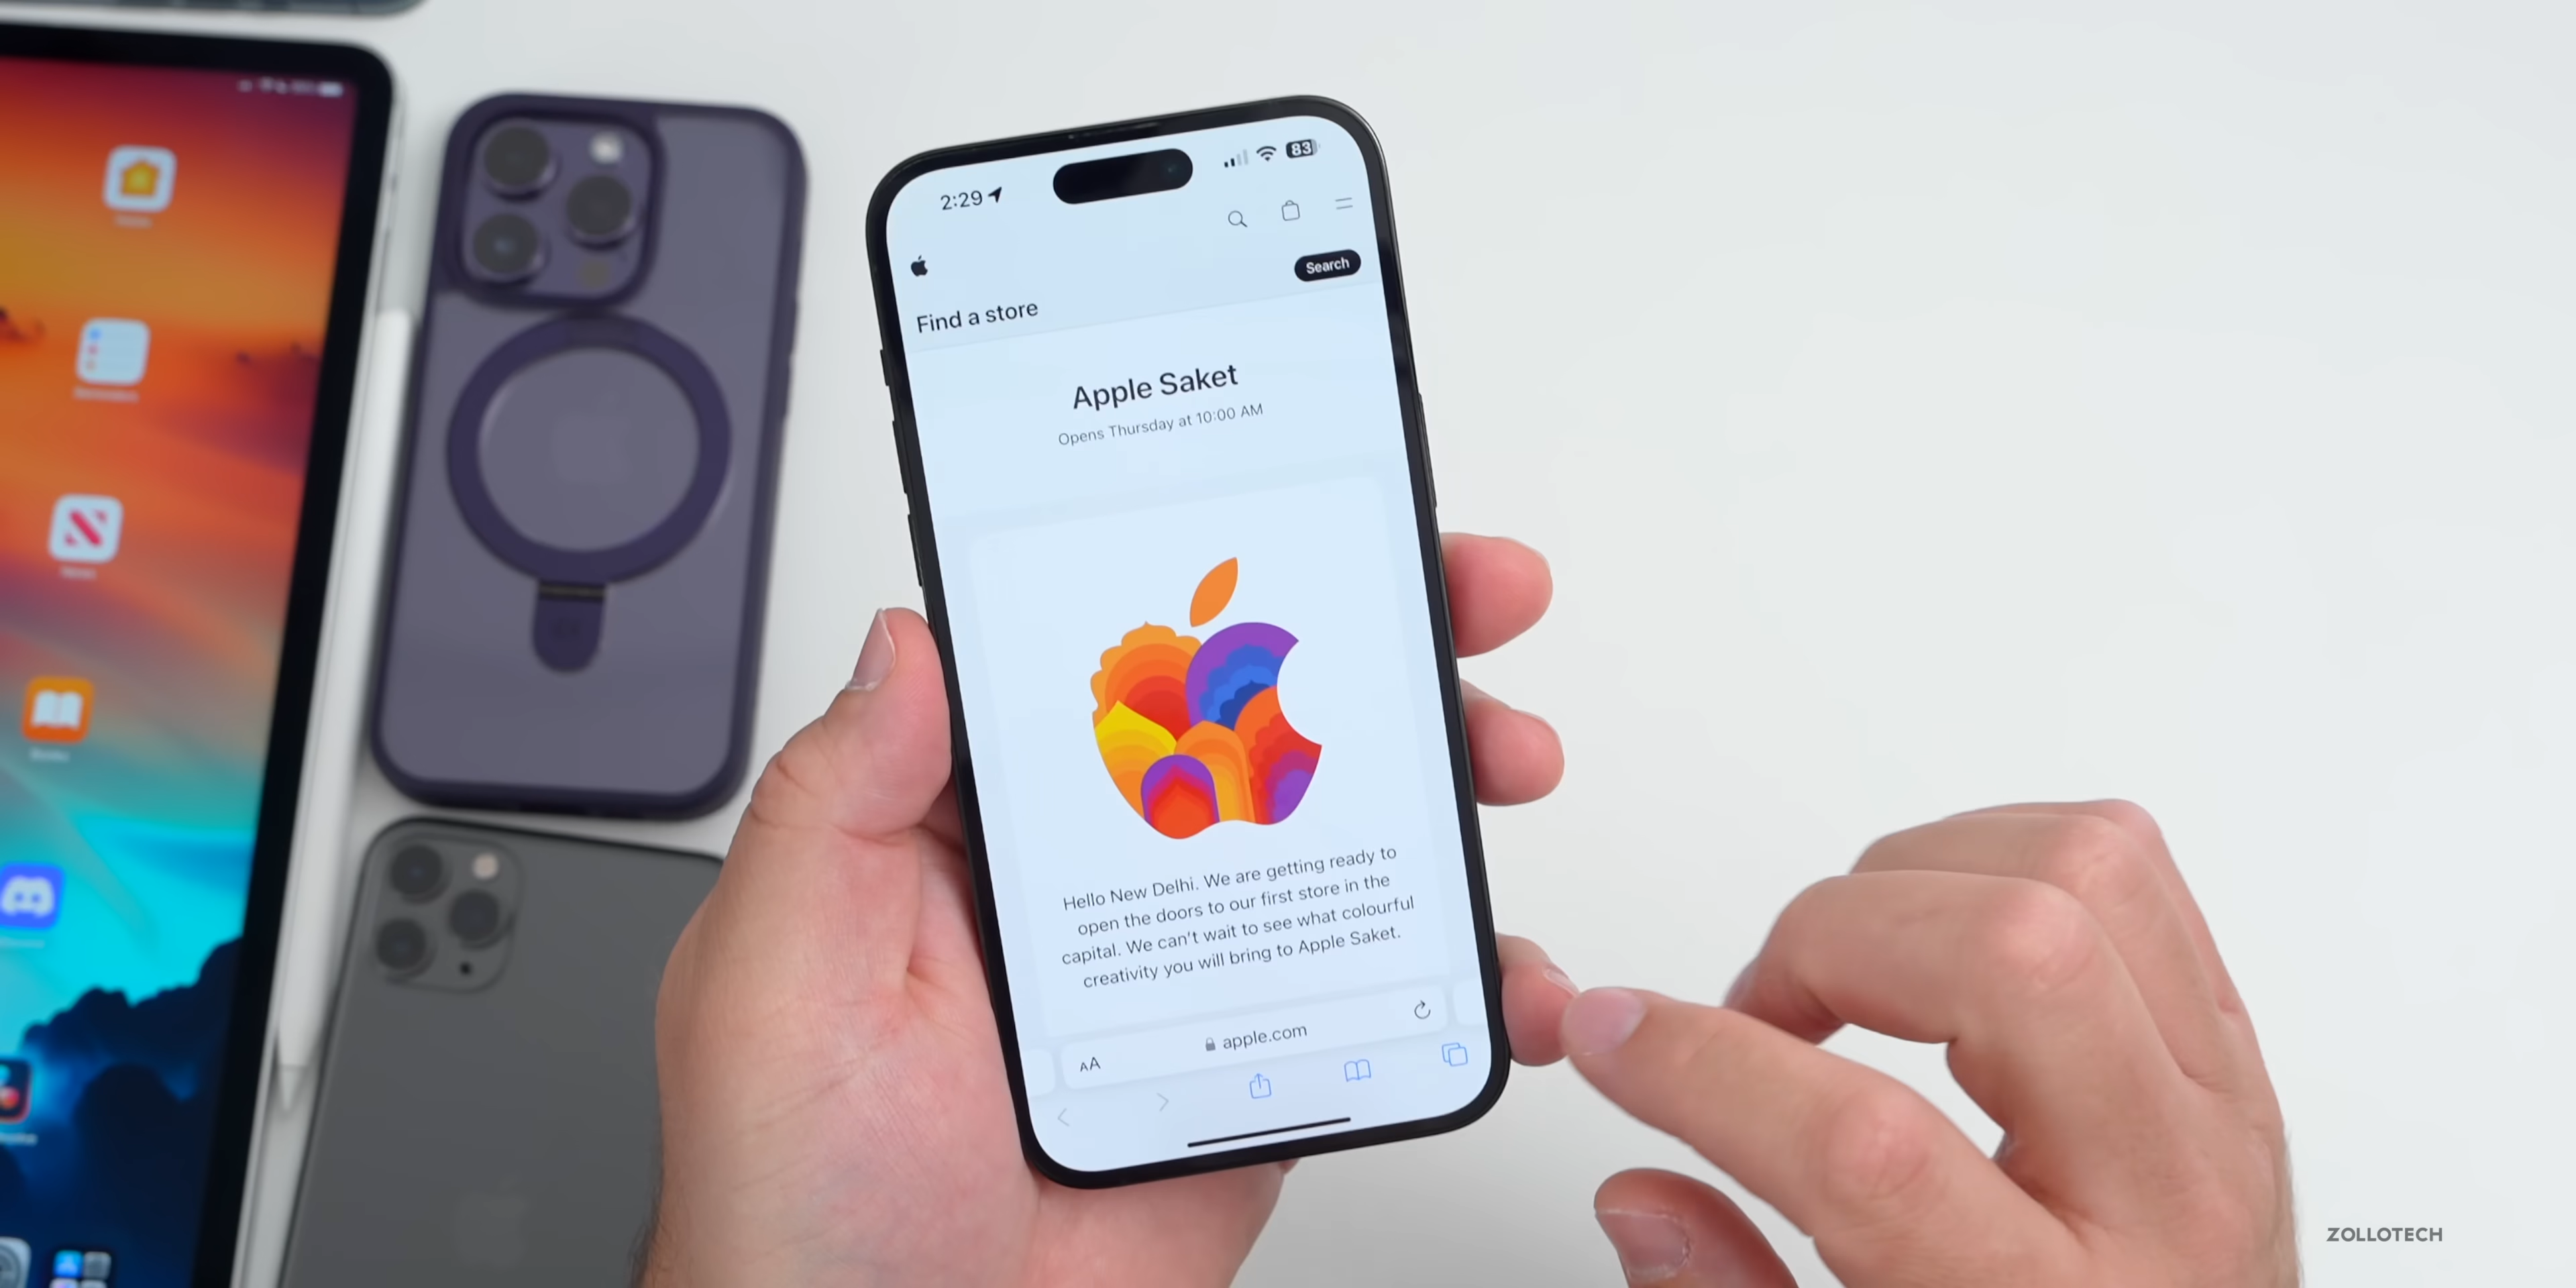 2:29
83
Search
Find a store
Apple Saket
Opens Thursday at 10:00 AM
Hello New Delhi. We are getting ready to
open the doors to our first store in the
capital. We can't wait to see what colourful
creativity you will bring to Apple Saket.
AA
apple.com
ZOLLOTECH